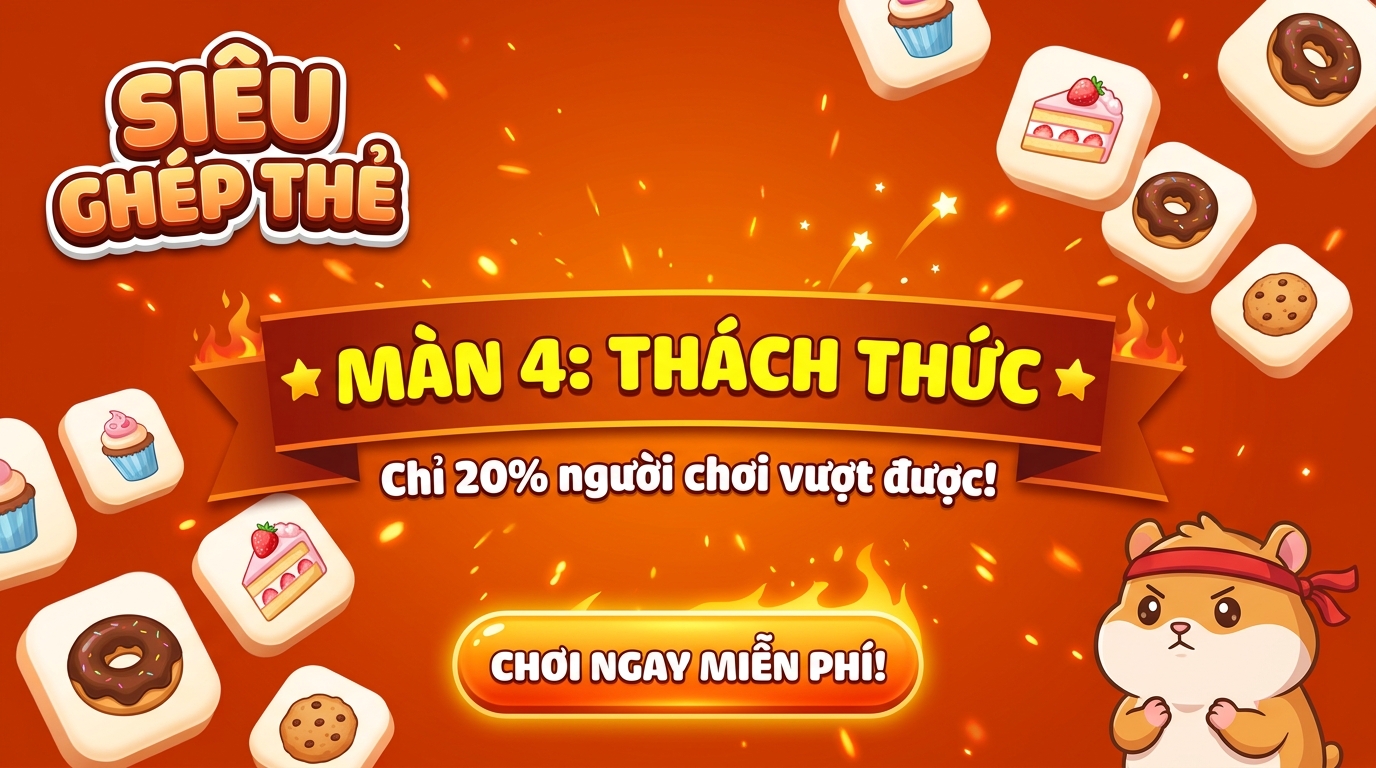 SIÊU
GHÉP THẺ
MÀN 4: THÁCH THỨC
Chỉ 20% người chơi vượt được!
CHƠI NGAY MIỄN PHÍ!